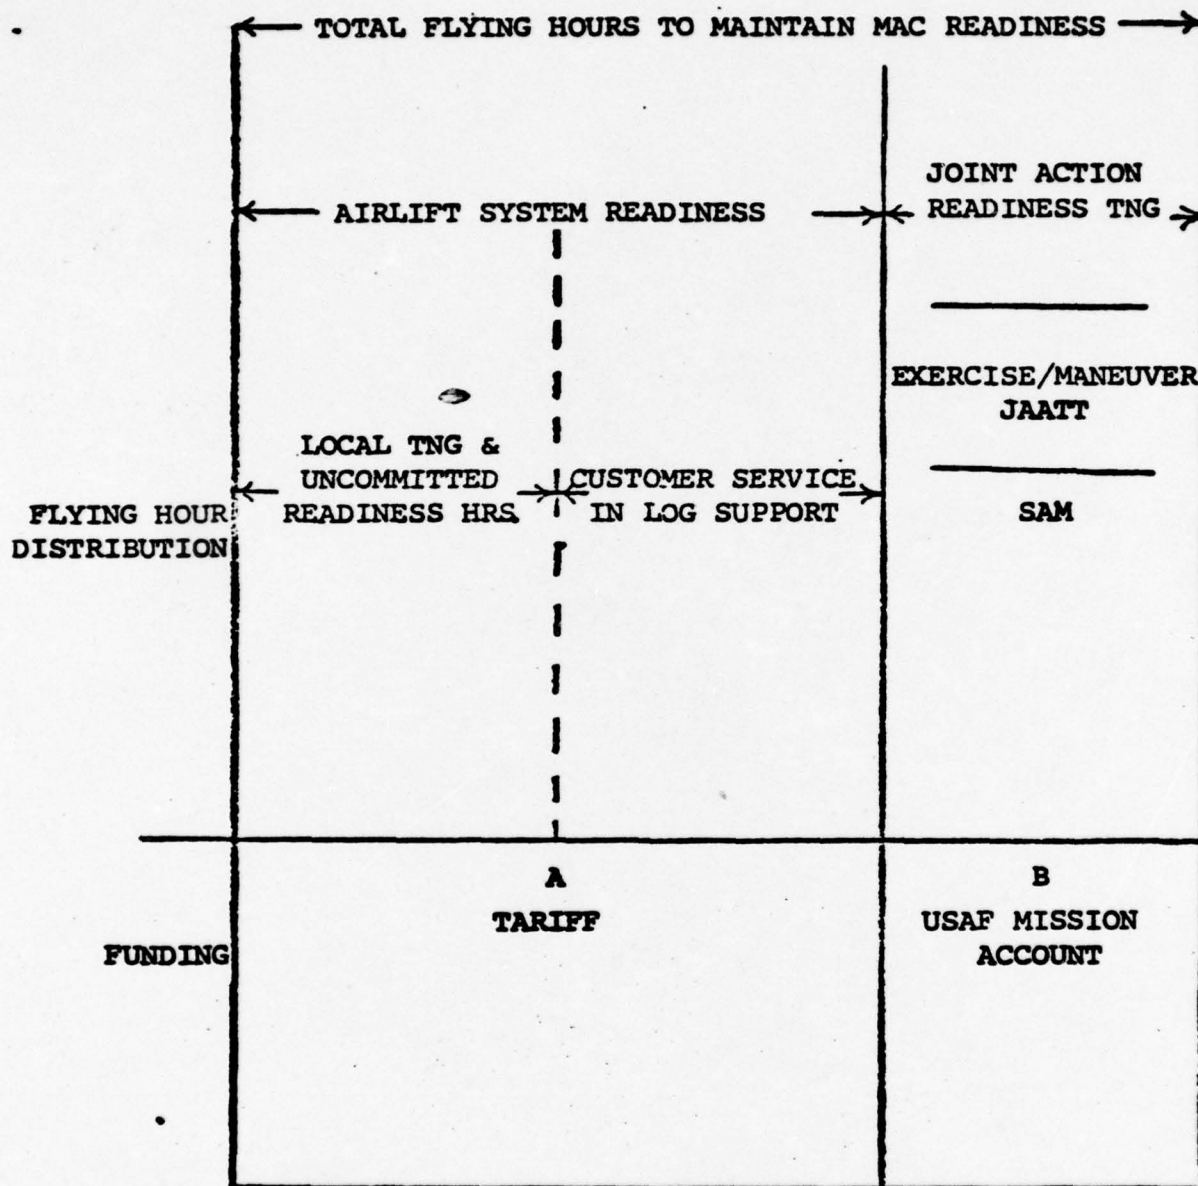 TOTAL FLYING HOURS TO MAINTAIN MAC READINESS
JOINT ACTION
READINESS TNG
AIRLIFT SYSTEM READINESS
EXERCISE/MANEUVER
JAATT
LOCAL TNG &
UNCOMMITTED
READINESS HRS
CUSTOMER SERVICE
IN LOG SUPPORT
SAM
FLYING HOUR
DISTRIBUTION
A
TARIFF
B
USAF MISSION
ACCOUNT
FUNDING